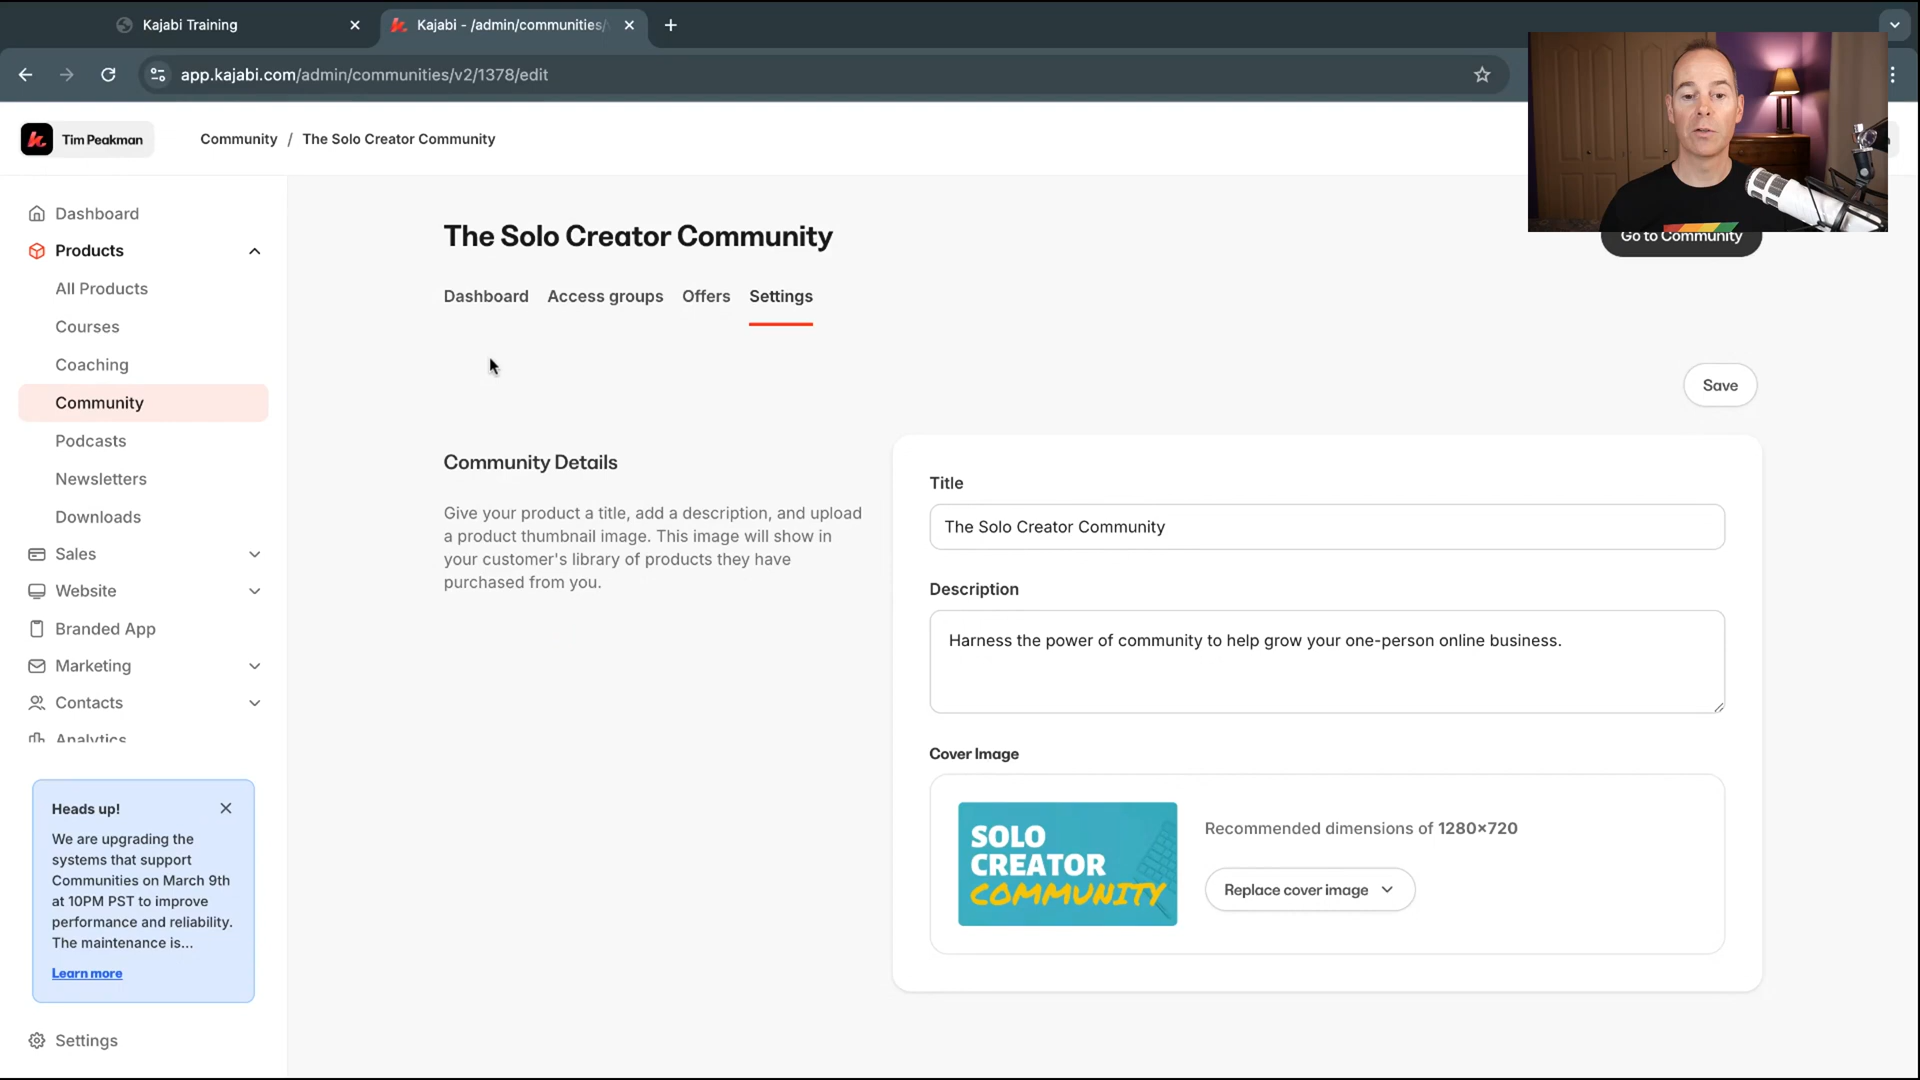 Kajabi Training
Kajabi - /admin/communities/
app.kajabi.com/admin/communities/v2/1378/edit
Tim Peakman
Community / The Solo Creator Community
Dashboard
Products
All Products
Courses
Coaching
Community
Podcasts
Newsletters
Downloads
Sales
Website
Branded App
Marketing
Contacts
Analytics
Heads up!
We are upgrading the
systems that support
Communities on March 9th
at 10PM PST to improve
performance and reliability.
The maintenance is...
Learn more
Settings
The Solo Creator Community
Go to Community
Dashboard Access groups Offers Settings
Save
Community Details
Give your product a title, add a description, and upload
a product thumbnail image. This image will show in
your customer's library of products they have
purchased from you.
Title
The Solo Creator Community
Description
Harness the power of community to help grow your one-person online business.
Cover Image
SOLO
CREATOR
COMMUNITY
Recommended dimensions of 1280×720
Replace cover image